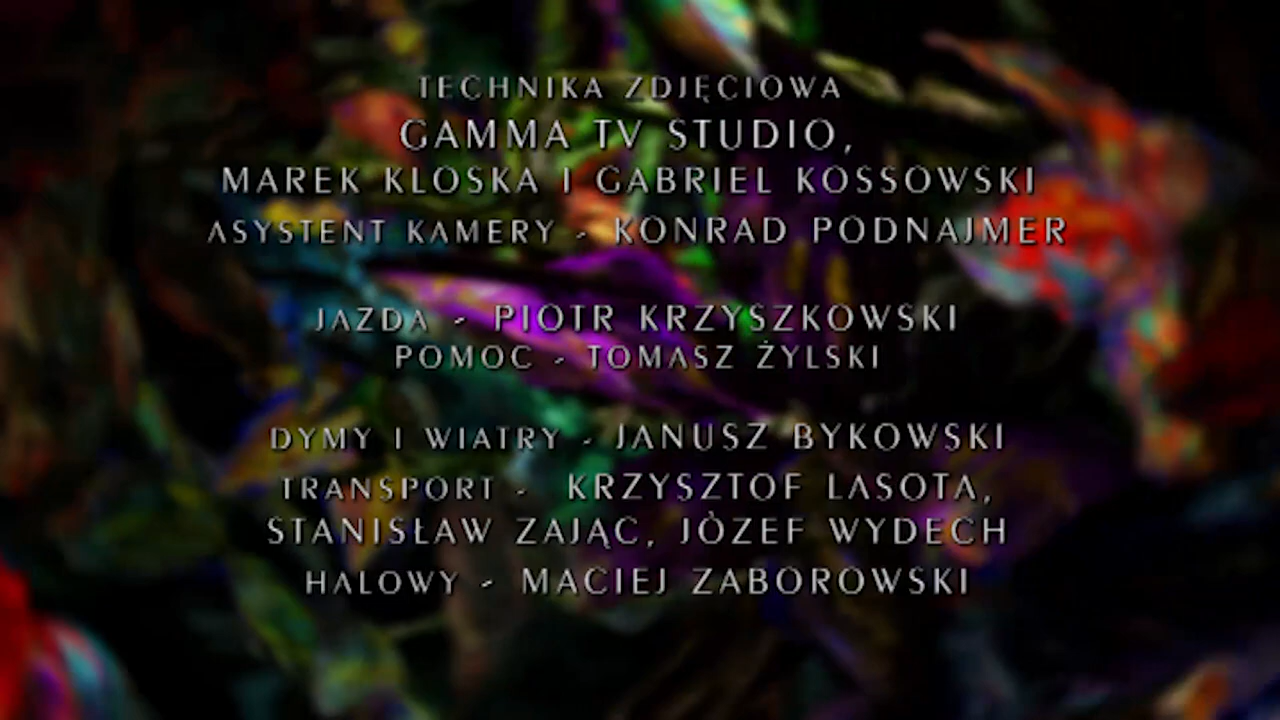 TECHNIKA ZDJĘCIOWA
GAMMA TV STUDIO,
MAREK KLOSKA I GABRIEL KOSSOWSKI
ASYSTENT KAMERY - KONRAD PODNAJMER
JAZDA - PIOTR KRZYSZKOWSKI
POMOC - TOMASZ ŻYLSKI
DYMY I WIATRY - JANUSZ BYKOWSKI
TRANSPORT - KRZYSZTOF LASOTA,
STANISŁAW ZAJĄC, JÒZEF WYDECH
HALOWY - MACIEJ ZABOROWSKI